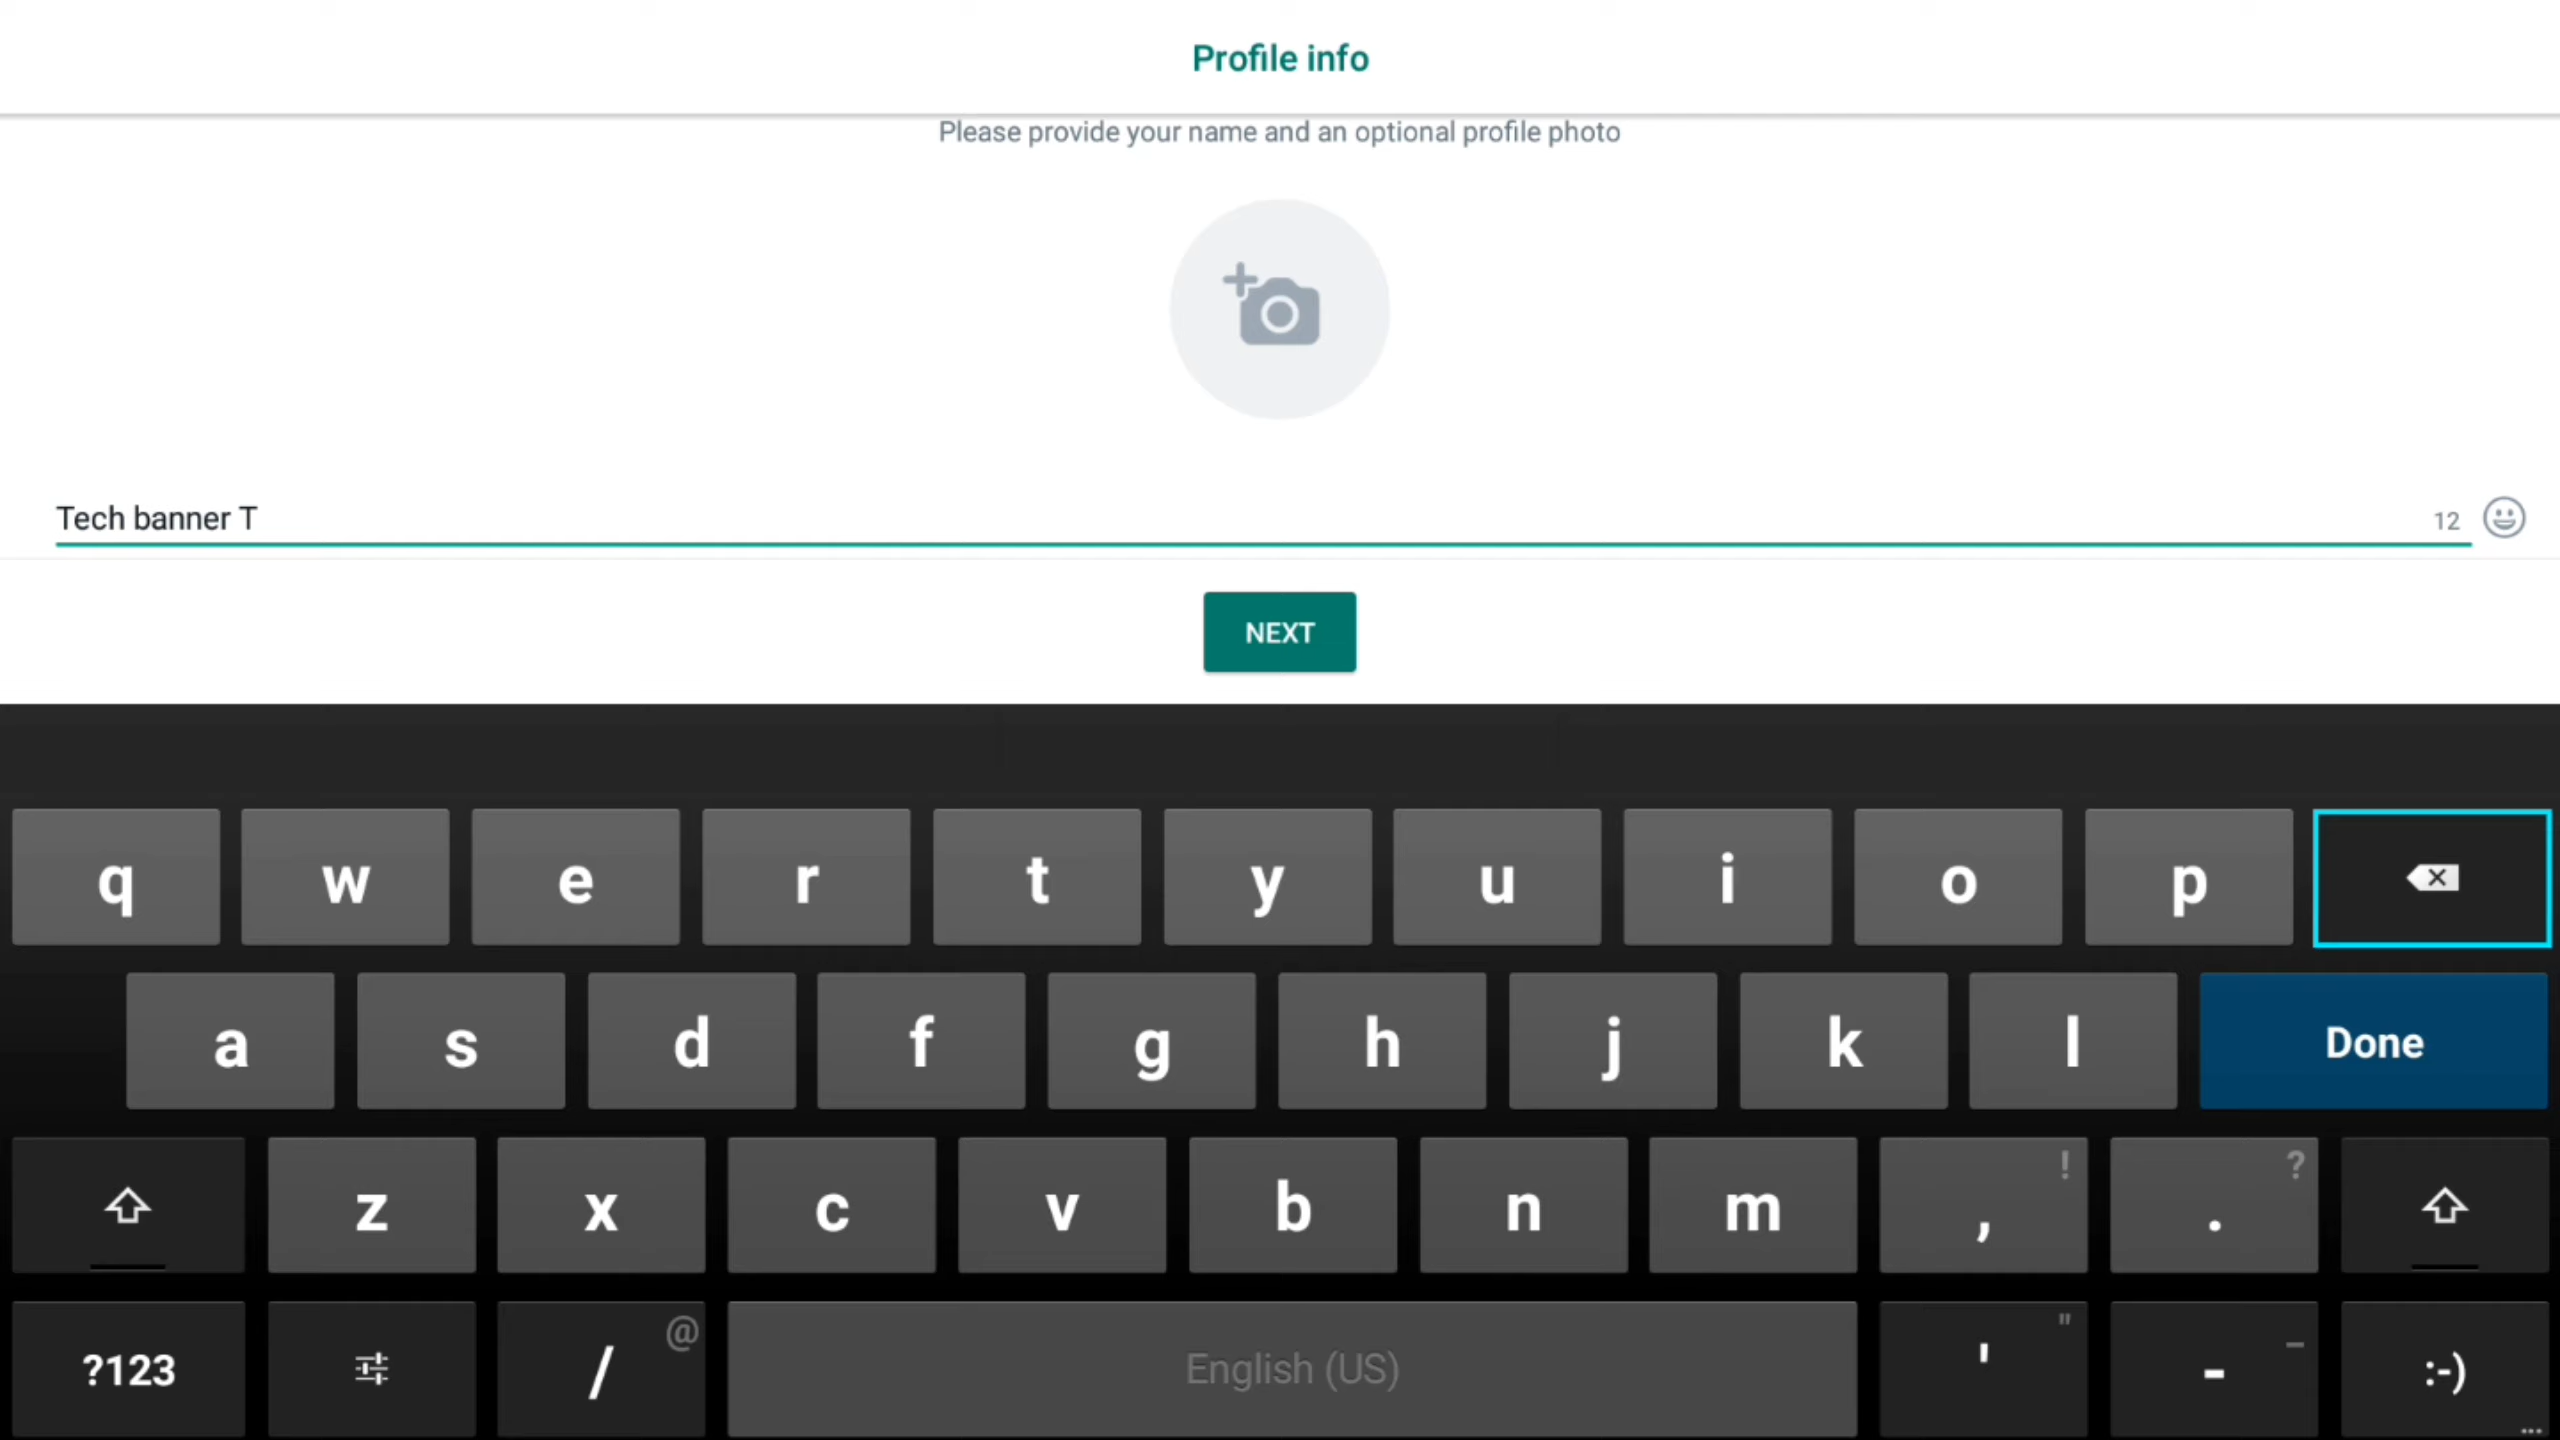 Profile info
Please provide your name and an optional profile photo
Tech banner T
12
NEXT
q w e r t y u i o p
a s d f g h j k l Done
z x c v b n m , ! . ?
?123 / @ English (US) ' " - _ :-) ...